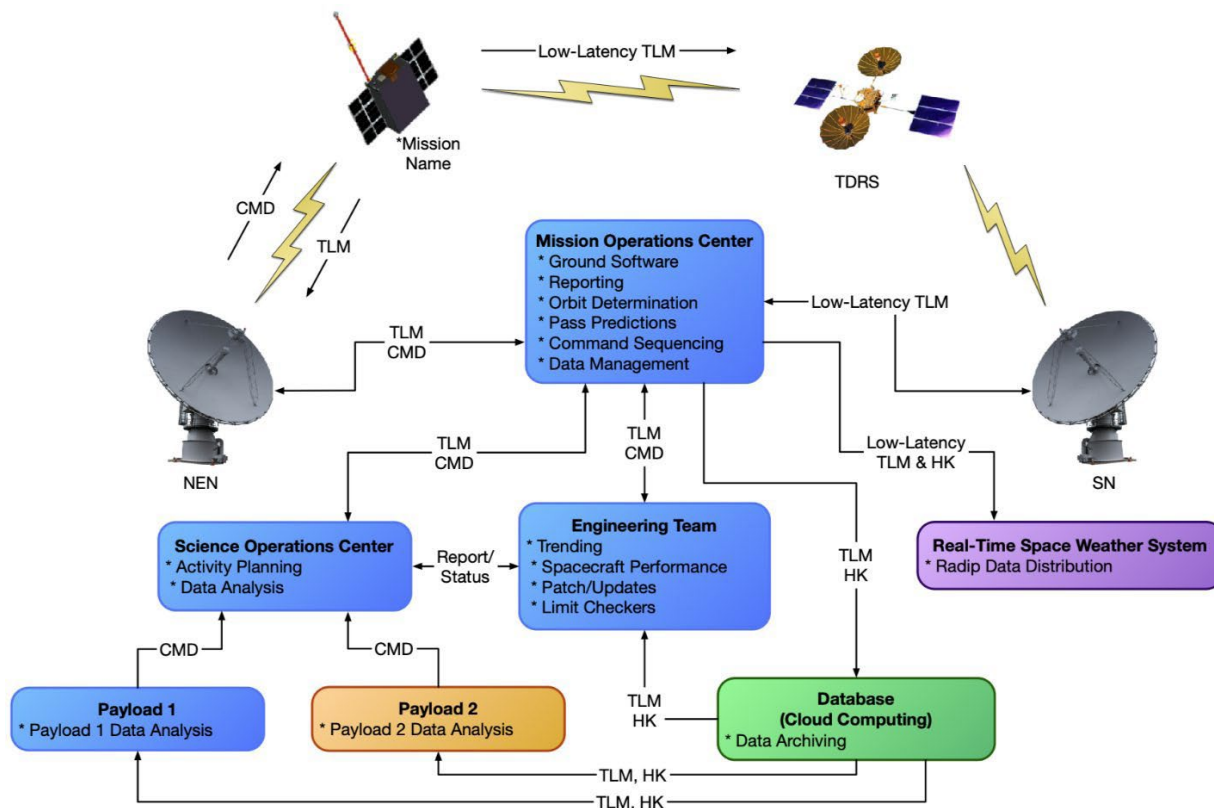 Low-Latency TLM
*Mission
Name
TDRS
CMD
TLM
Mission Operations Center
* Ground Software
* Reporting
* Orbit Determination
* Pass Predictions
* Command Sequencing
* Data Management
Low-Latency TLM
TLM
CMD
NEN
SN
TLM
CMD
TLM
CMD
Low-Latency
TLM & HK
Science Operations Center
* Activity Planning
* Data Analysis
Report/
Status
Engineering Team
* Trending
* Spacecraft Performance
* Patch/Updates
* Limit Checkers
TLM
HK
Real-Time Space Weather System
* Radip Data Distribution
CMD
CMD
Payload 1
* Payload 1 Data Analysis
Payload 2
* Payload 2 Data Analysis
TLM
HK
Database
(Cloud Computing)
* Data Archiving
TLM, HK
TLM, HK